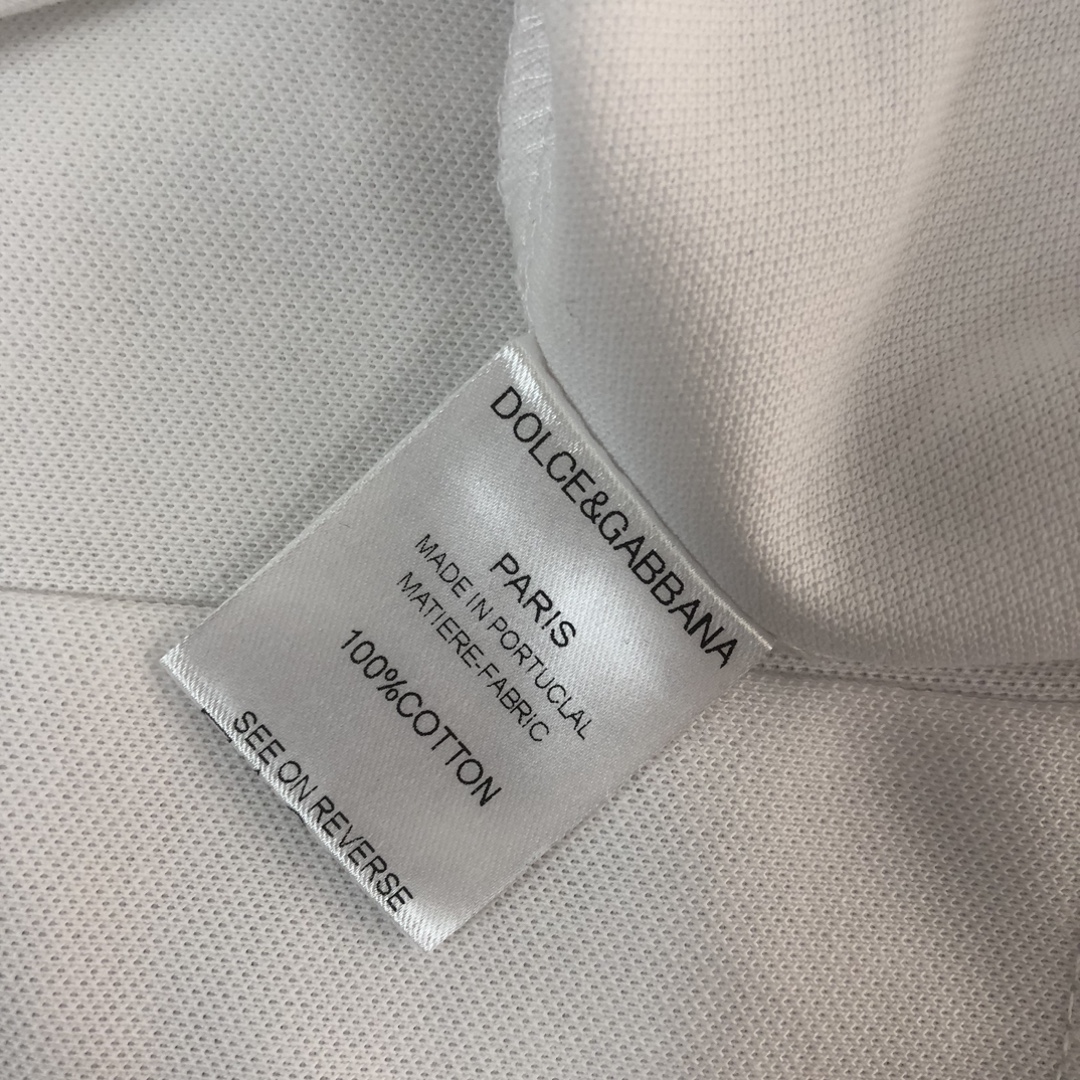 DOLCE&GABBANA
PARIS
MADE IN PORTUCLAL
MATIERE-FABRIC
100%COTTON
SEE ON REVERSE